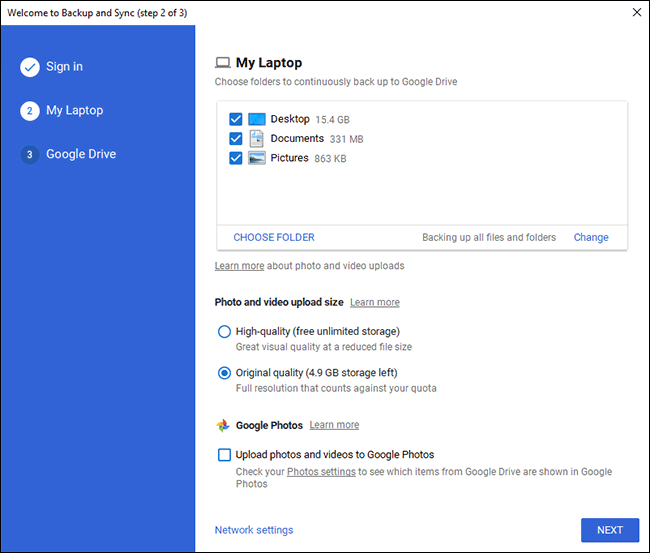 Welcome to Backup and Sync (step 2 of 3)
Sign in
2 My Laptop
3 Google Drive
My Laptop
Choose folders to continuously back up to Google Drive
Desktop 15.4 GB
Documents 331 MB
Pictures 863 KB
CHOOSE FOLDER Backing up all files and folders Change
Learn more about photo and video uploads
Photo and video upload size Learn more
High-quality (free unlimited storage)
Great visual quality at a reduced file size
Original quality (4.9 GB storage left)
Full resolution that counts against your quota
Google Photos Learn more
Upload photos and videos to Google Photos
Check your Photos settings to see which items from Google Drive are shown in Google
Photos
Network settings NEXT